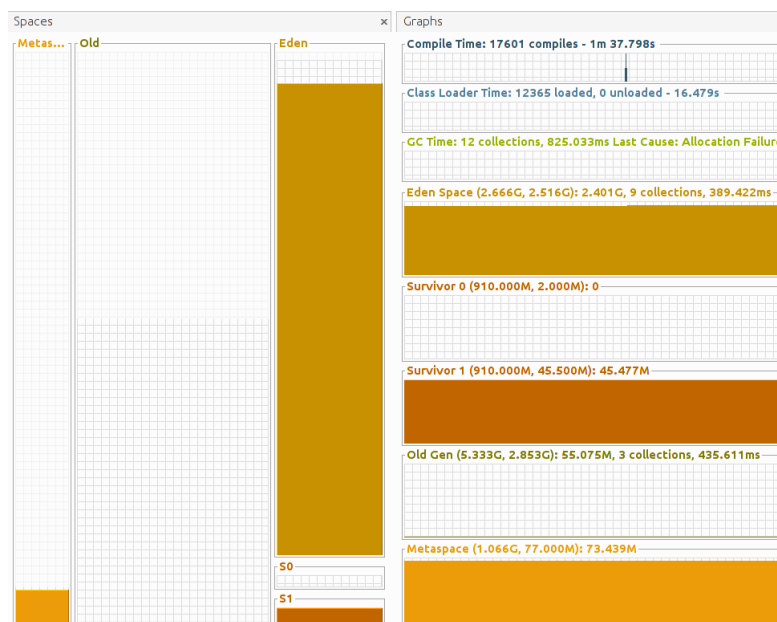 Spaces
Metas...
Old
Eden
S0
S1
Graphs
Compile Time: 17601 compiles - 1m 37.798s
Class Loader Time: 12365 loaded, 0 unloaded - 16.479s
GC Time: 12 collections, 825.033ms Last Cause: Allocation Failur
Eden Space (2.666G, 2.516G): 2.401G, 9 collections, 389.422ms
Survivor 0 (910.000M, 2.000M): 0
Survivor 1 (910.000M, 45.500M): 45.477M
Old Gen (5.333G, 2.853G): 55.075M, 3 collections, 435.611ms
Metaspace (1.066G, 77.000M): 73.439M